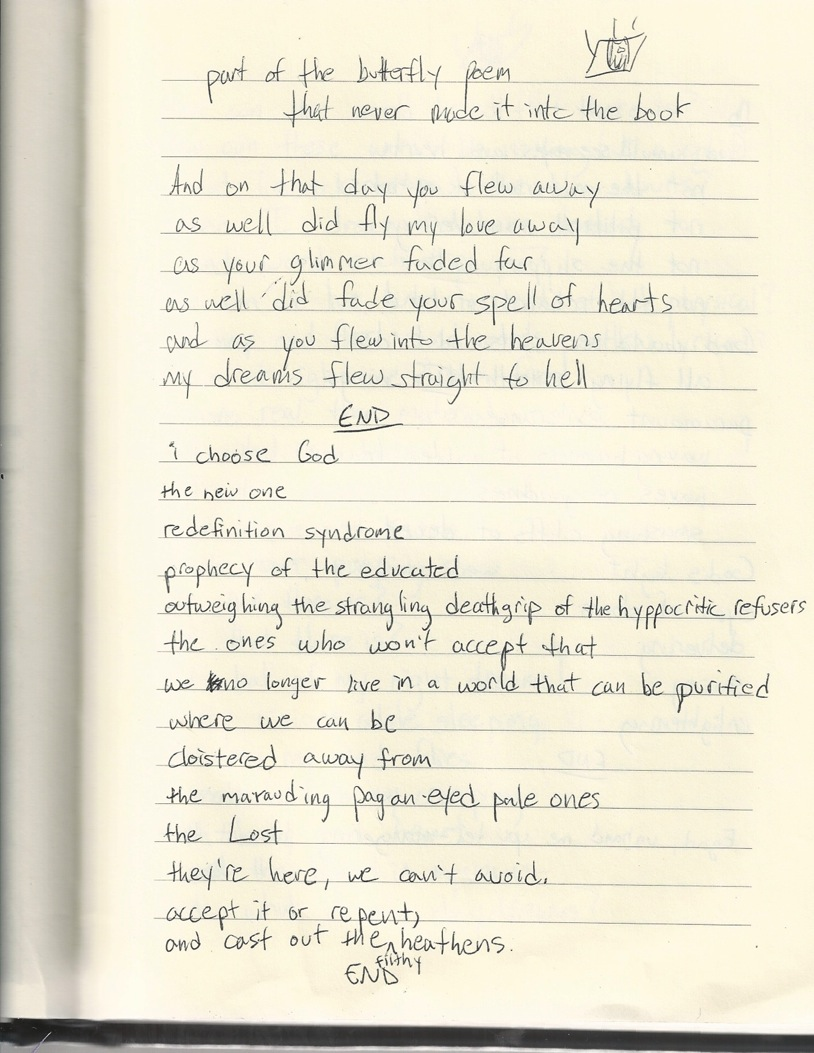 part of the butterfly poem
that never made it into the book
And on that day you flew away
as well did fly my love away
as your glimmer faded far
as well did fade your spell of hearts
and as you flew into the heavens
my dreams flew straight to hell
END
i choose God
the new one
redefinition syndrome
prophecy of the educated
outweighing the strangling deathgrip of the hyppocritic refusers
the ones who won't accept that
we no longer live in a world that can be purified
where we can be
cloistered away from
the marauding pagan-eyed pale ones
the Lost
they're here, we can't avoid.
accept it or repent,
and cast out the filthy heathens.
END